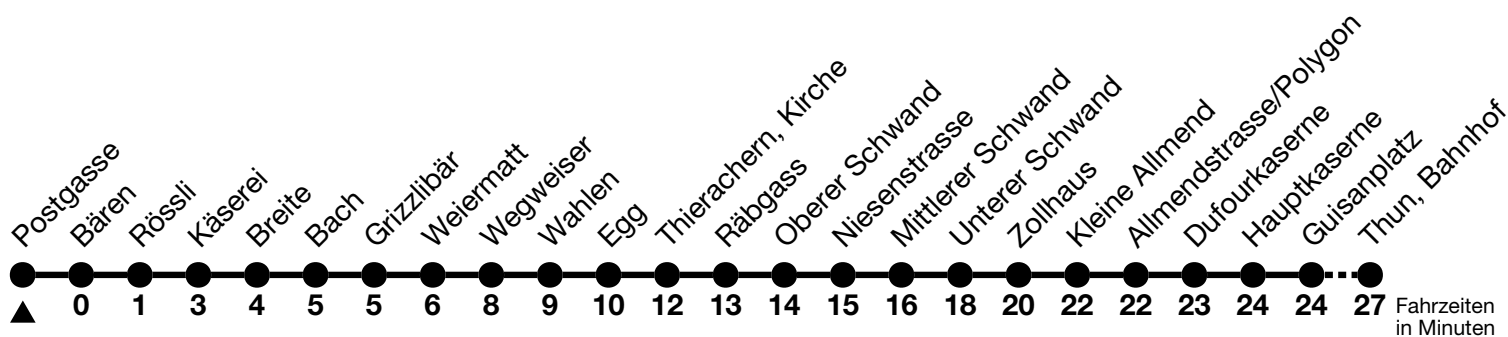 Postgasse
Bären
Rössli
Käserei
Breite
Bach
Grizzlibär
Weiermatt
Wegweiser
Wahlen
Egg
Thierachern, Kirche
Räbgass
Oberer Schwand
Niesenstrasse
Mittlerer Schwand
Unterer Schwand
Zollhaus
Kleine Allmend
Allmendstrasse/Polygon
Dufourkaserne
Hauptkaserne
Guisanplatz
Thun, Bahnhof
0 1 3 4 5 5 6 8 9 10 12 13 14 15 16 18 20 22 22 23 24 24 27
Fahrzeiten
in Minuten